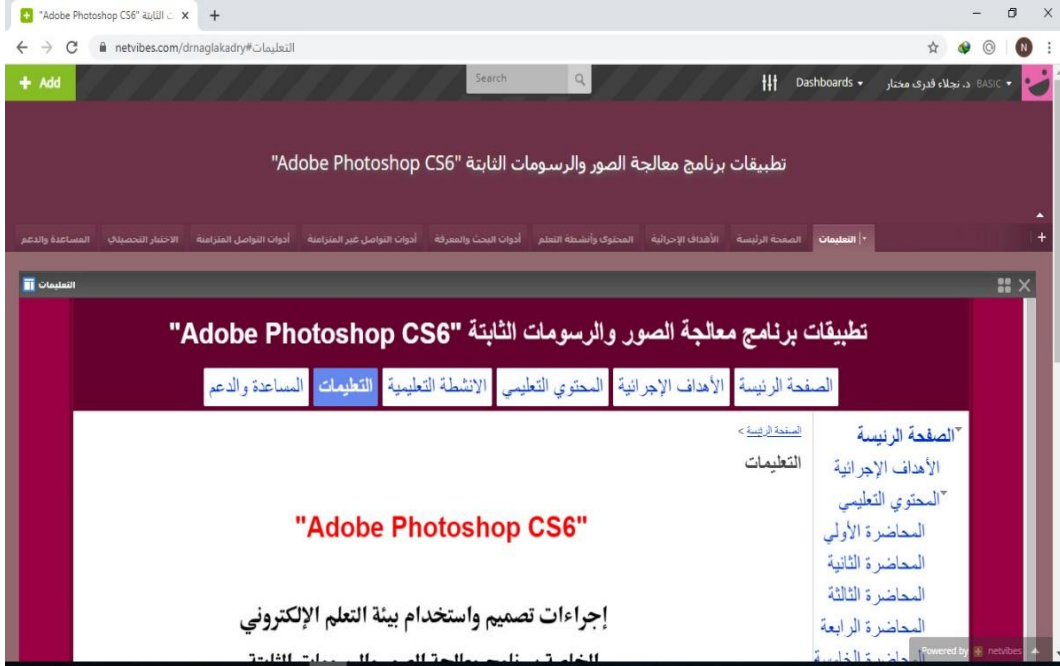 "Adobe Photoshop CS6"
netvibes.com/drnaglakadry#التعليمات
+ Add
Search
Dashboards
د. نجلاء قدرى مختار BASIC
تطبيقات برنامج معالجة الصور والرسومات الثابتة "Adobe Photoshop CS6"
التعليمات الصفحة الرئيسة الأهداف الإجرائية المحتوى وأنشطة التعلم أدوات البحث والمعرفة أدوات التواصل غير المتزامنة أدوات التواصل المتزامنة الاختبار التحصيلي المساعدة والدعم
التعليمات
تطبيقات برنامج معالجة الصور والرسومات الثابتة "Adobe Photoshop CS6"
الصفحة الرئيسة الأهداف الإجرائية المحتوي التعليمي الانشطة التعليمية التعليمات المساعدة والدعم
الصفحة الرئيسة
الأهداف الإجرائية
المحتوي التعليمي
المحاضرة الأولي
المحاضرة الثانية
المحاضرة الثالثة
المحاضرة الرابعة
المحاضرة الخامسة
الصفحة الرئيسة >
التعليمات
"Adobe Photoshop CS6"
إجراءات تصميم واستخدام بيئة التعلم الإلكتروني
Powered by netvibes